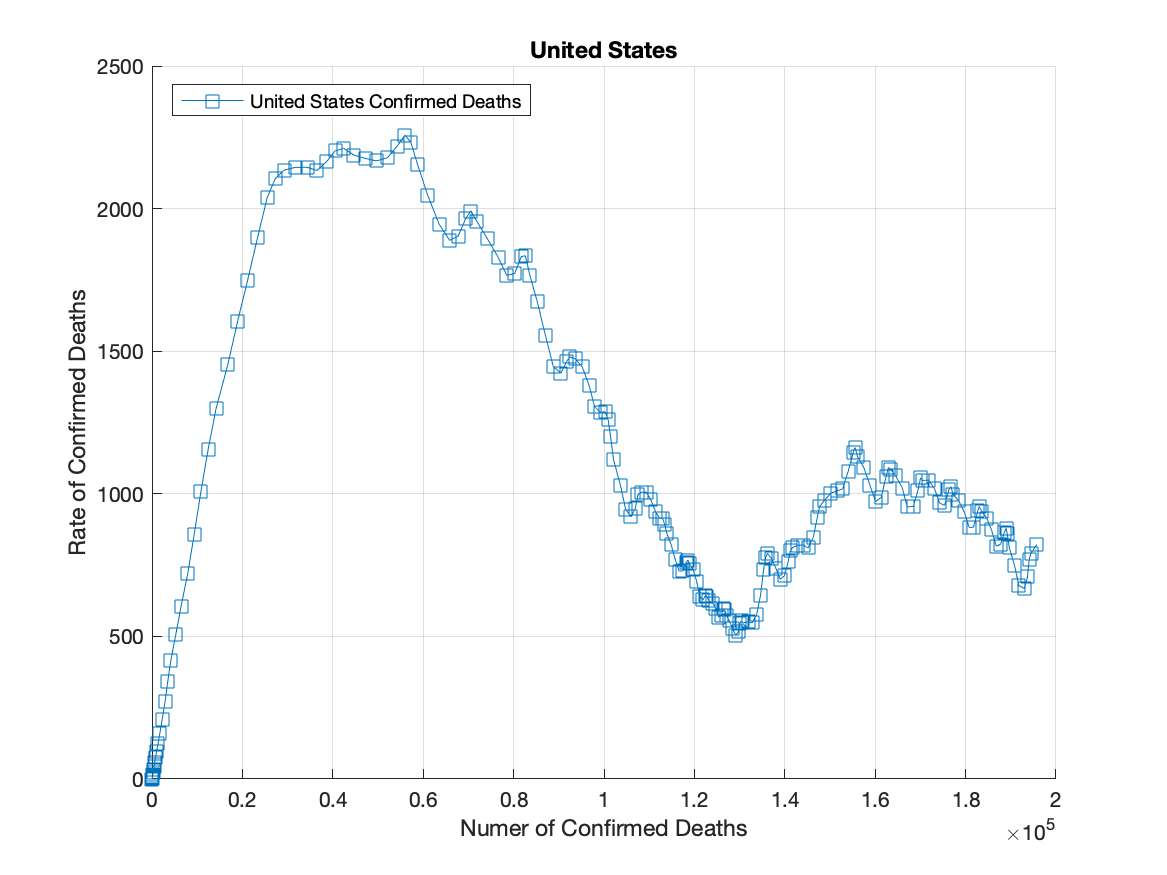 United States
United States Confirmed Deaths
Rate of Confirmed Deaths
2500
2000
1500
1000
500
0
0 0.2 0.4 0.6 0.8 1 1.2 1.4 1.6 1.8 2
×10⁵
Numer of Confirmed Deaths